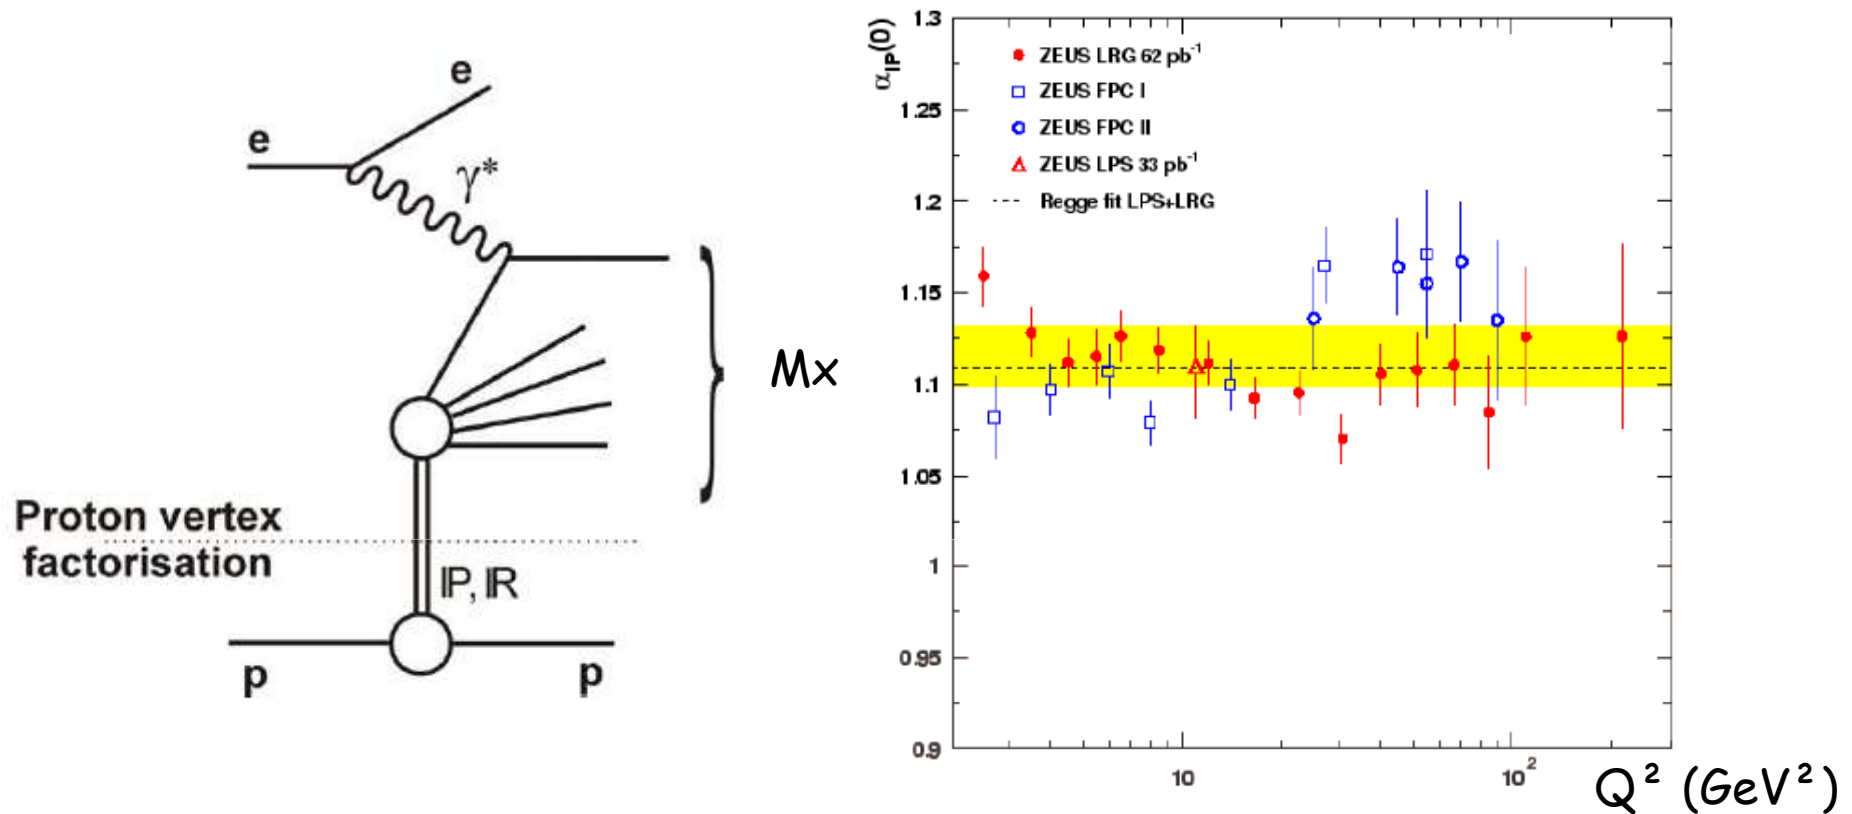 e
e
γ*
Mx
Proton vertex
factorisation
IP, IR
p
p
α_IP(0)
1.3
1.25
1.2
1.15
1.1
1.05
1
0.95
0.9
ZEUS LRG 62 pb⁻¹
ZEUS FPC I
ZEUS FPC II
ZEUS LPS 33 pb⁻¹
Regge fit LPS+LRG
10
10²
Q² (GeV²)